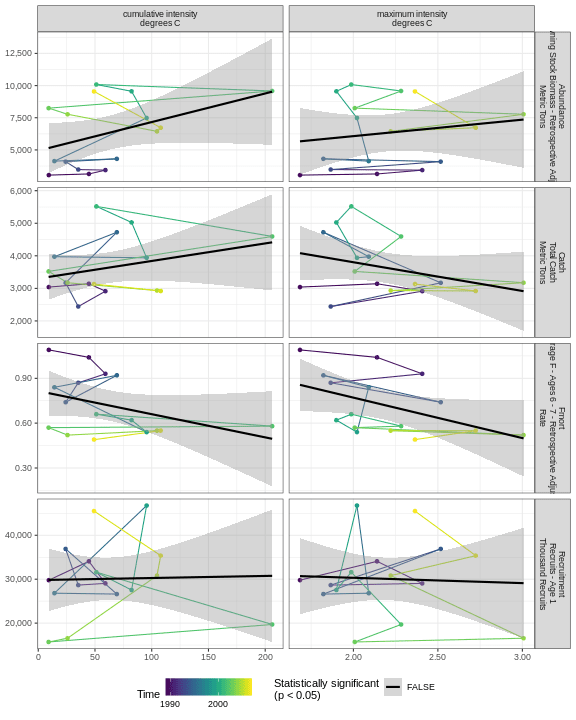 cumulative intensity
degrees C
maximum intensity
degrees C
12,500
10,000
7,500
5,000
Abundance
Stock Biomass - Retrospective
Metric Tons
6,000
5,000
4,000
3,000
2,000
Catch
Total Catch
Metric Tons
0.90
0.60
0.30
Fmort
F - Ages 6 - 7 - Retrospective
Rate
40,000
30,000
20,000
Recruitment
Recruits - Age 1
Thousand Recruits
0
50
100
150
200
2.00
2.50
3.00
Time
1990
2000
Statistically significant
(p < 0.05)
FALSE